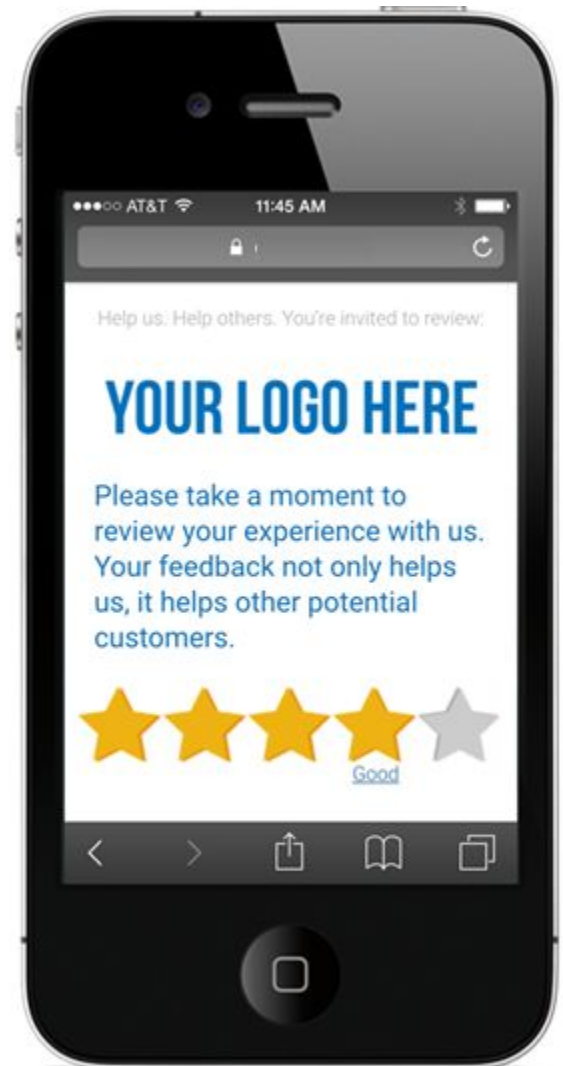 AT&T 11:45 AM
Help us. Help others. You're invited to review:
YOUR LOGO HERE
Please take a moment to
review your experience with us.
Your feedback not only helps
us, it helps other potential
customers.
Good